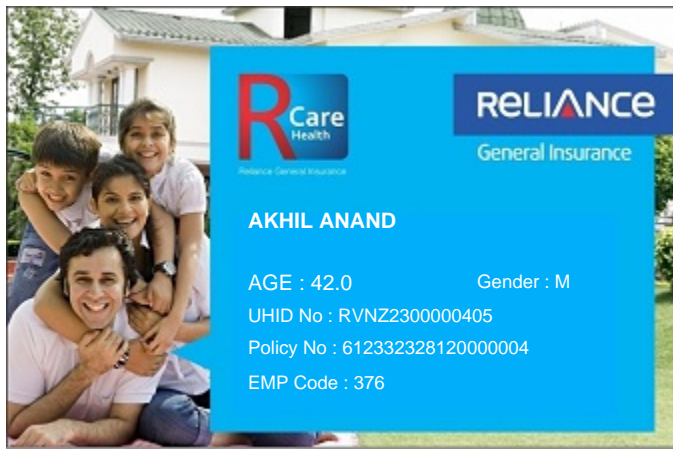 R Care
Health
Reliance General Insurance
RELIANCE
General Insurance
AKHIL ANAND
AGE : 42.0 Gender : M
UHID No : RVNZ2300000405
Policy No : 612332328120000004
EMP Code : 376